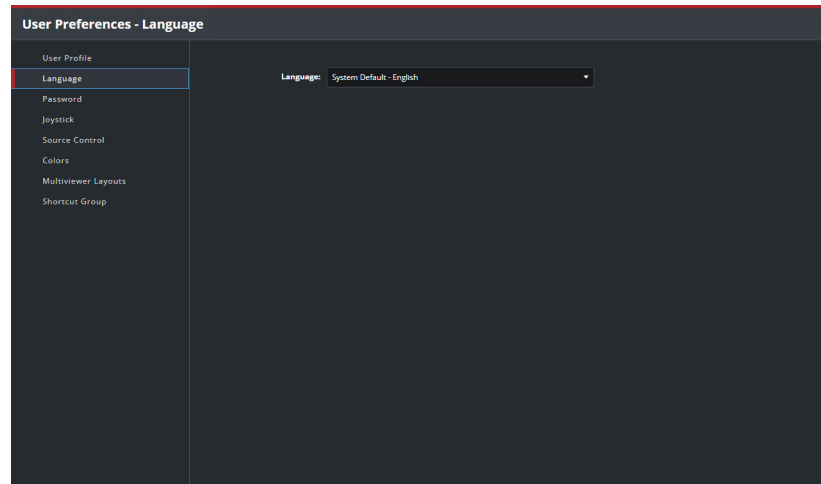 User Preferences - Language
User Profile
Language
Password
Joystick
Source Control
Colors
Multiviewer Layouts
Shortcut Group
Language: System Default - English